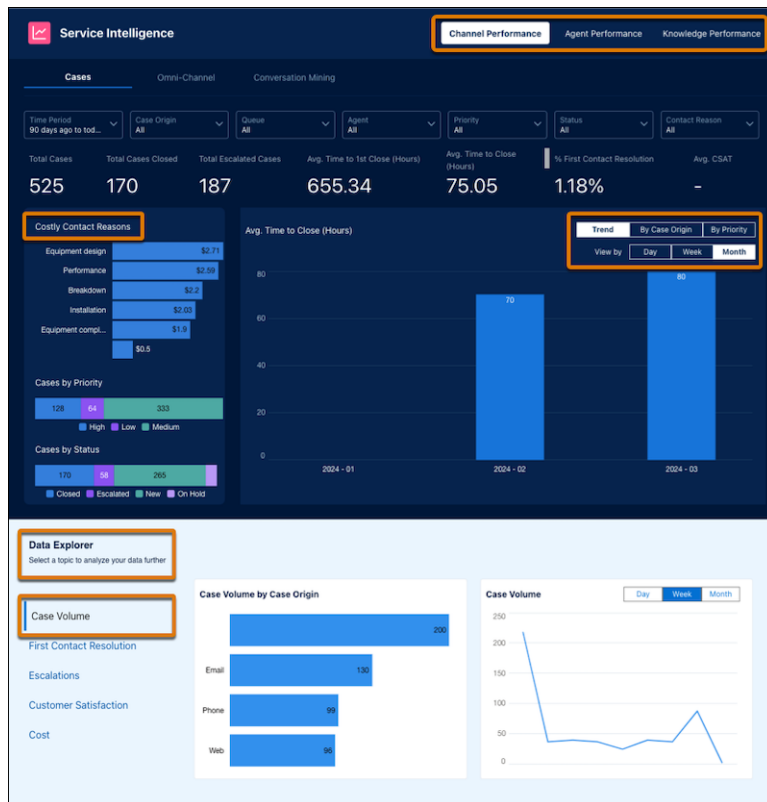 Service Intelligence
Channel Performance Agent Performance Knowledge Performance
Cases Omni-Channel Conversation Mining
Time Period Case Origin Queue Agent Priority Status Contact Reason
90 days ago to tod... All All All All All All
Total Cases Total Cases Closed Total Escalated Cases Avg. Time to 1st Close (Hours) Avg. Time to Close (Hours) % First Contact Resolution Avg. CSAT
525 170 187 655.34 75.05 1.18% -
Costly Contact Reasons
Equipment design $2.71
Performance $2.59
Breakdown $2.2
Installation $2.03
Equipment compl... $1.9
$0.5
Cases by Priority
128 64 333
High Low Medium
Cases by Status
170 58 265
Closed Escalated New On Hold
Avg. Time to Close (Hours)
Trend By Case Origin By Priority
View by Day Week Month
80
60
40
20
0
70
80
2024 - 01 2024 - 02 2024 - 03
Data Explorer
Select a topic to analyze your data further
Case Volume
First Contact Resolution
Escalations
Customer Satisfaction
Cost
Case Volume by Case Origin
200
Email 130
Phone 99
Web 96
Case Volume
Day Week Month
250
200
150
100
50
0